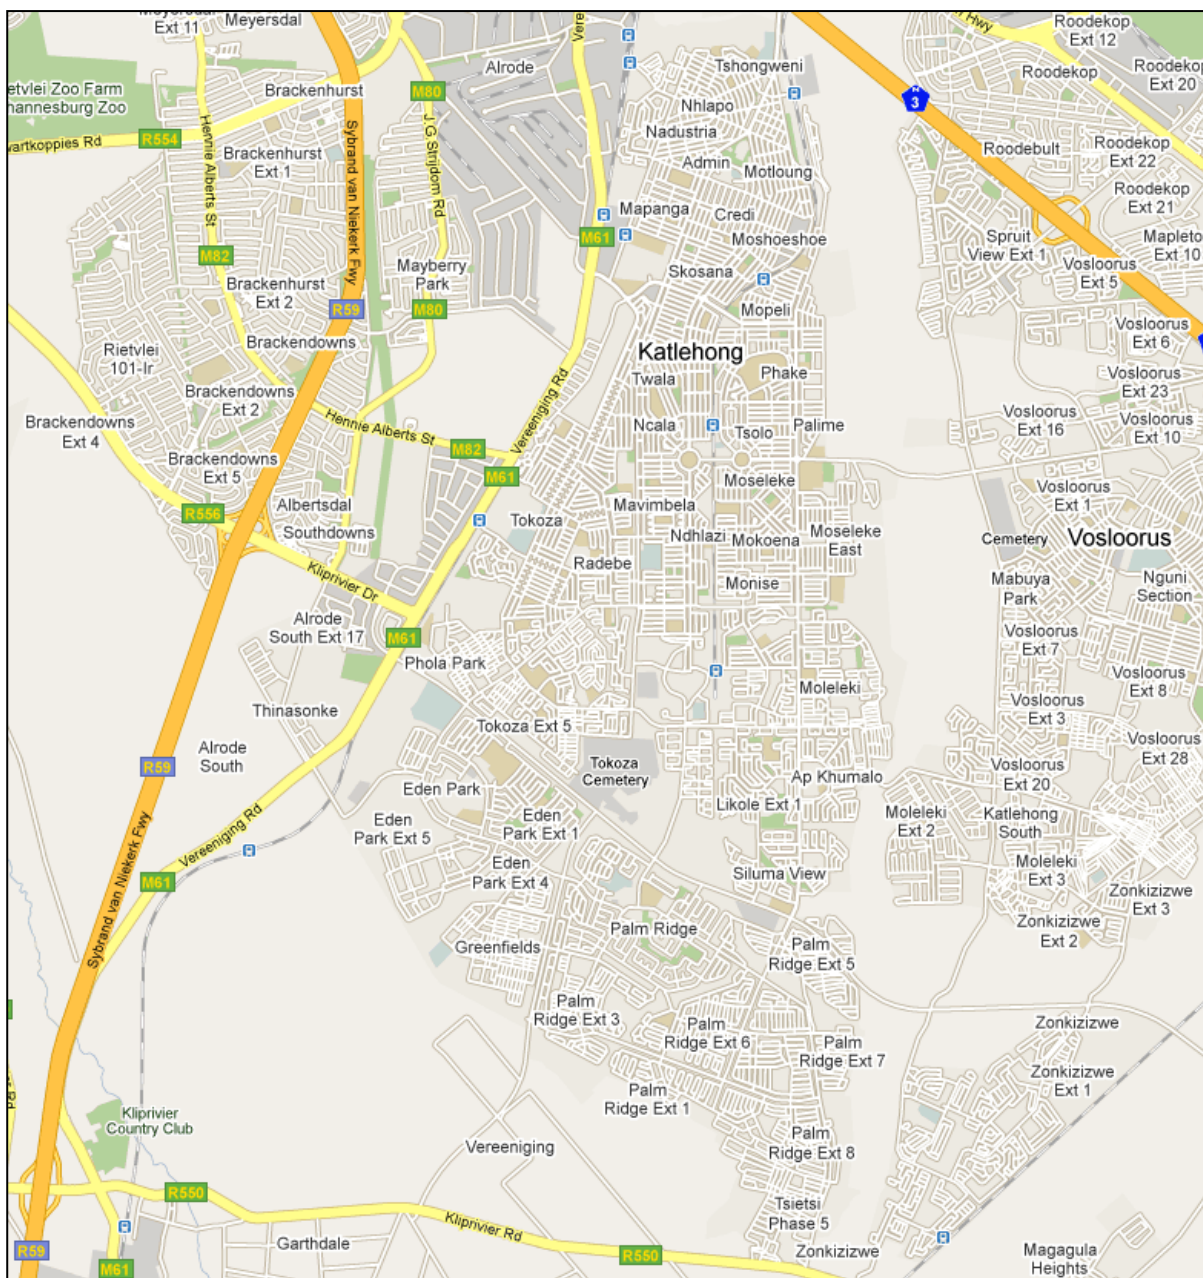 Meyersdal
Ext 11
Meyersdal
Vere
n Hwy
Roodekop
Ext 12
Alrode
Tshongweni
Roodekop
Roodekop
Ext 20
etvlei Zoo Farm
hannesburg Zoo
Brackenhurst
M80
Nhlapo
3
wartkoppies Rd
R554
Hennie Alberts St
J G Strijdom Rd
Nadustria
Brackenhurst
Ext 1
Sybrand van Niekerk Fwy
Admin
Motloung
Roodebult
Roodekop
Ext 22
Roodekop
Ext 21
Mapanga
Credi
M61
Moshoeshoe
Spruit
View Ext 1
Mapleto
Ext 10
M82
Mayberry
Park
Skosana
Vosloorus
Ext 5
Brackenhurst
Ext 2
R59
M80
Mopeli
Vosloorus
Ext 6
Brackendowns
Rietvlei
101-Ir
Katlehong
Twala
Phake
Vosloorus
Ext 23
Brackendowns
Ext 2
Vereeniging Rd
Brackendowns
Ext 4
Hennie Alberts St
M82
Ncala
Tsolo
Palime
Vosloorus
Ext 16
Vosloorus
Ext 10
Brackendowns
Ext 5
M61
Moseleke
Vosloorus
Ext 1
Albertsdal
Mavimbela
R556
Southdowns
Tokoza
Ndhlazi
Mokoena
Moseleke
East
Cemetery
Vosloorus
Kliprivier Dr
Radebe
Monise
Mabuya
Park
Nguni
Section
Alrode
South Ext 17
M61
Vosloorus
Ext 7
Phola Park
Vosloorus
Ext 8
Moleleki
Thinasonke
Tokoza Ext 5
Vosloorus
Ext 3
Alrode
South
R59
Tokoza
Cemetery
Ap Khumalo
Vosloorus
Ext 28
Vosloorus
Ext 20
Eden Park
Likole Ext 1
Eden
Park Ext 5
Eden
Park Ext 1
Moleleki
Ext 2
Katlehong
South
Vereeniging Rd
Sybrand van Niekerk Fwy
M61
Eden
Park Ext 4
Siluma View
Moleleki
Ext 3
Zonkizizwe
Ext 3
Zonkizizwe
Ext 2
Greenfields
Palm Ridge
Palm
Ridge Ext 5
Palm
Ridge Ext 3
Palm
Ridge Ext 6
Palm
Ridge Ext 7
Zonkizizwe
Zonkizizwe
Ext 1
Palm
Ridge Ext 1
Kliprivier
Country Club
Vereeniging
Palm
Ridge Ext 8
R550
Tsietsi
Phase 5
Kliprivier Rd
R59
Garthdale
R550
Zonkizizwe
M61
Magagula
Heights